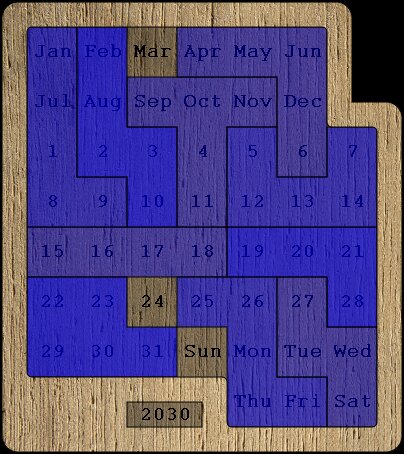 Jan Feb Mar Apr May Jun
Jul Aug Sep Oct Nov Dec
1 2 3 4 5 6 7
8 9 10 11 12 13 14
15 16 17 18 19 20 21
22 23 24 25 26 27 28
29 30 31 Sun Mon Tue Wed
Thu Fri Sat
2030